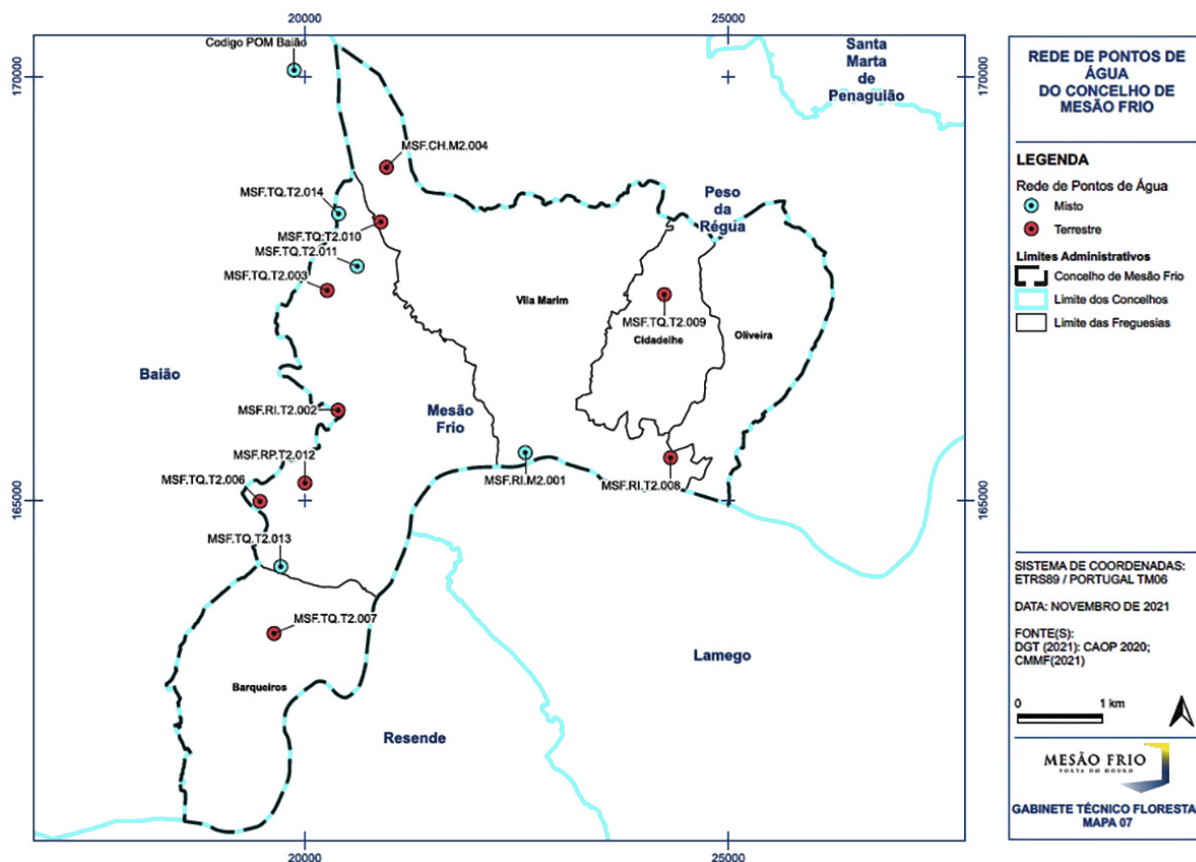 20000
25000
170000
170000
165000
165000
20000
25000
Codigo POM Baião
Santa
Marta
de
Penaguião
MSF.CH.M2.004
MSF.TQ.T2.014
MSF.TQ.T2.010
MSF.TQ.T2.011
MSF.TQ.T2.003
Peso
da
Régua
Vila Marim
MSF.TQ.T2.009
Cidadelhe
Oliveira
Baião
MSF.RI.T2.002
Mesão
Frio
MSF.RP.T2.012
MSF.TQ.T2.006
MSF.RI.M2.001
MSF.RI.T2.008
MSF.TQ.T2.013
MSF.TQ.T2.007
Barqueiros
Lamego
Resende
REDE DE PONTOS DE
ÁGUA
DO CONCELHO DE
MESÃO FRIO
LEGENDA
Rede de Pontos de Água
Misto
Terrestre
Limites Administrativos
Concelho de Mesão Frio
Limite dos Concelhos
Limite das Freguesias
SISTEMA DE COORDENADAS:
ETRS89 / PORTUGAL TM06
DATA: NOVEMBRO DE 2021
FONTE(S):
DGT (2021): CAOP 2020;
CMMF(2021)
0 1 km
MESÃO FRIO
PORTA DO DOURO
GABINETE TÉCNICO FLORESTA
MAPA 07